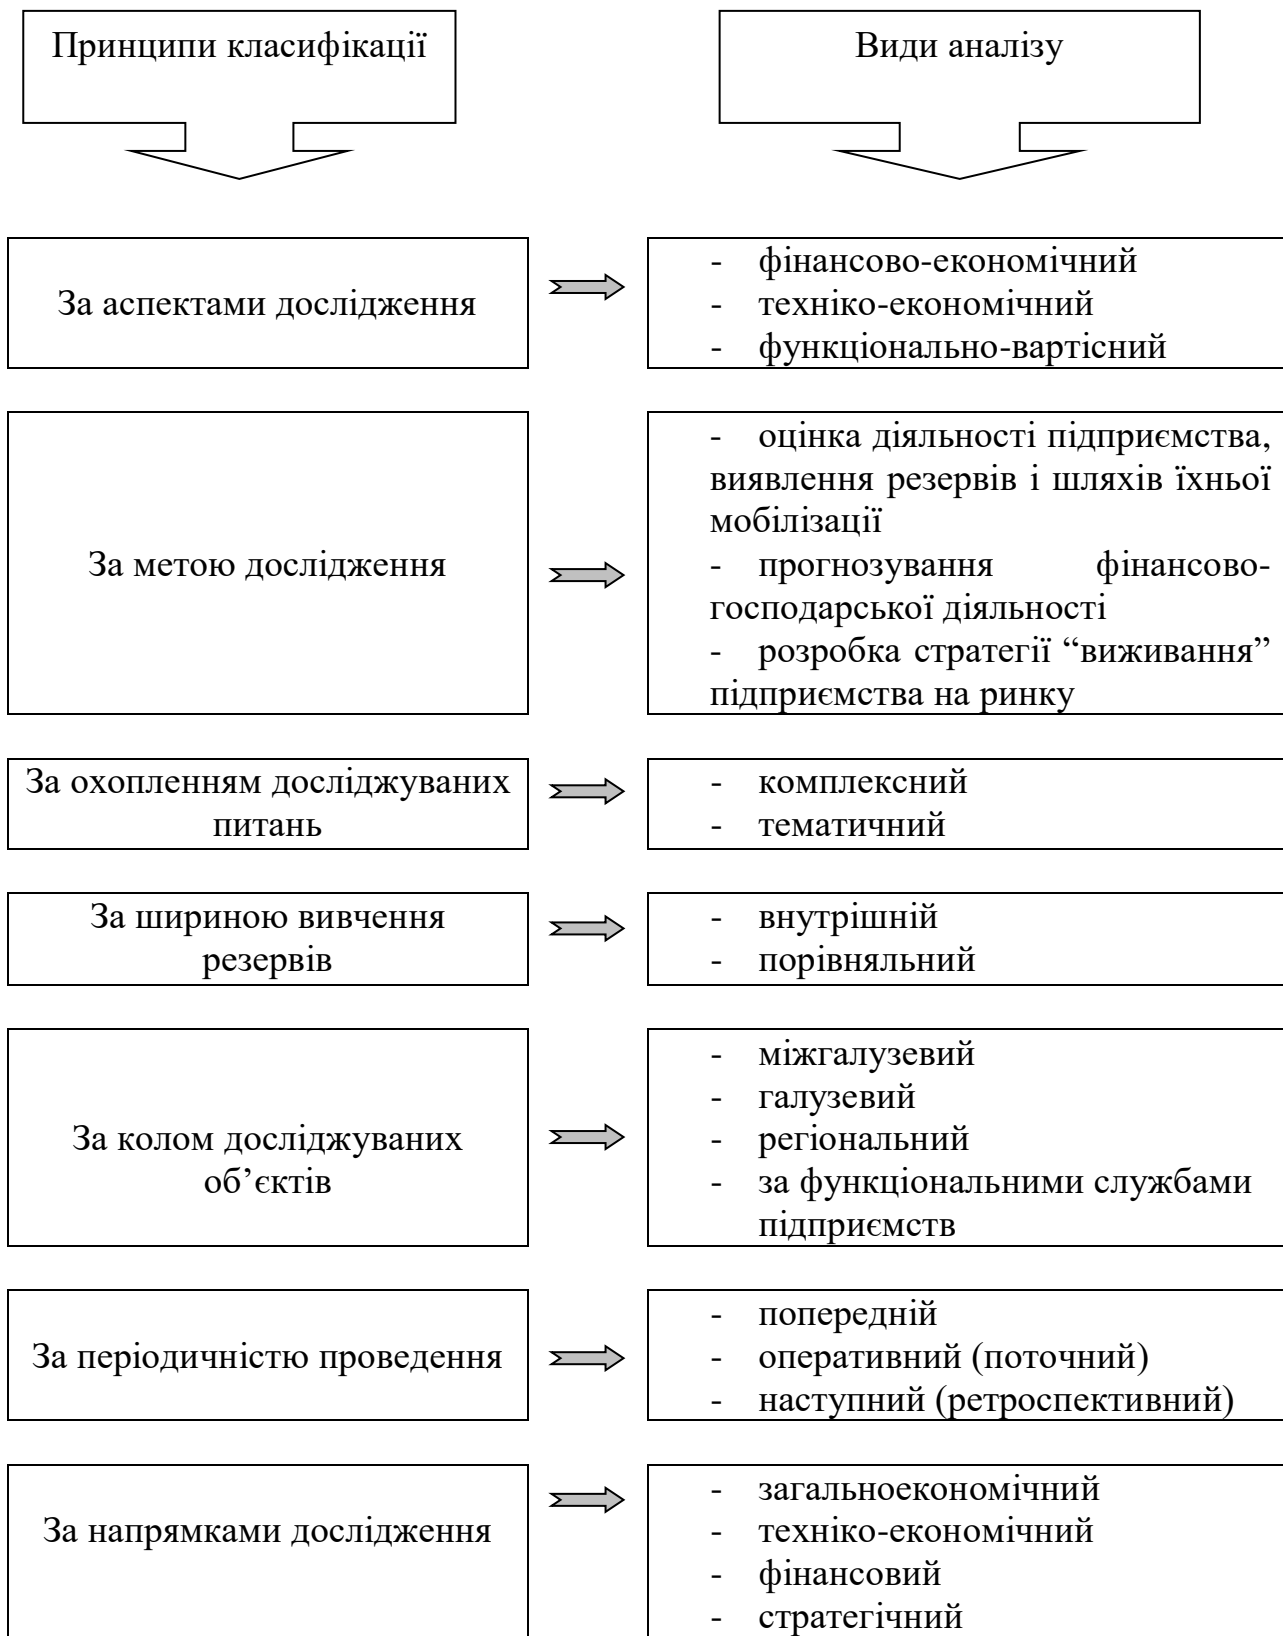 Принципи класифікації
Види аналізу
За аспектами дослідження
- фінансово-економічний
- техніко-економічний
- функціонально-вартісний
За метою дослідження
- оцінка діяльності підприємства,
виявлення резервів і шляхів їхньої
мобілізації
- прогнозування фінансово-
господарської діяльності
- розробка стратегії “виживання”
підприємства на ринку
За охопленням досліджуваних
питань
- комплексний
- тематичний
За шириною вивчення
резервів
- внутрішній
- порівняльний
За колом досліджуваних
об’єктів
- міжгалузевий
- галузевий
- регіональний
- за функціональними службами
підприємств
За періодичністю проведення
- попередній
- оперативний (поточний)
- наступний (ретроспективний)
За напрямками дослідження
- загальноекономічний
- техніко-економічний
- фінансовий
- стратегічний